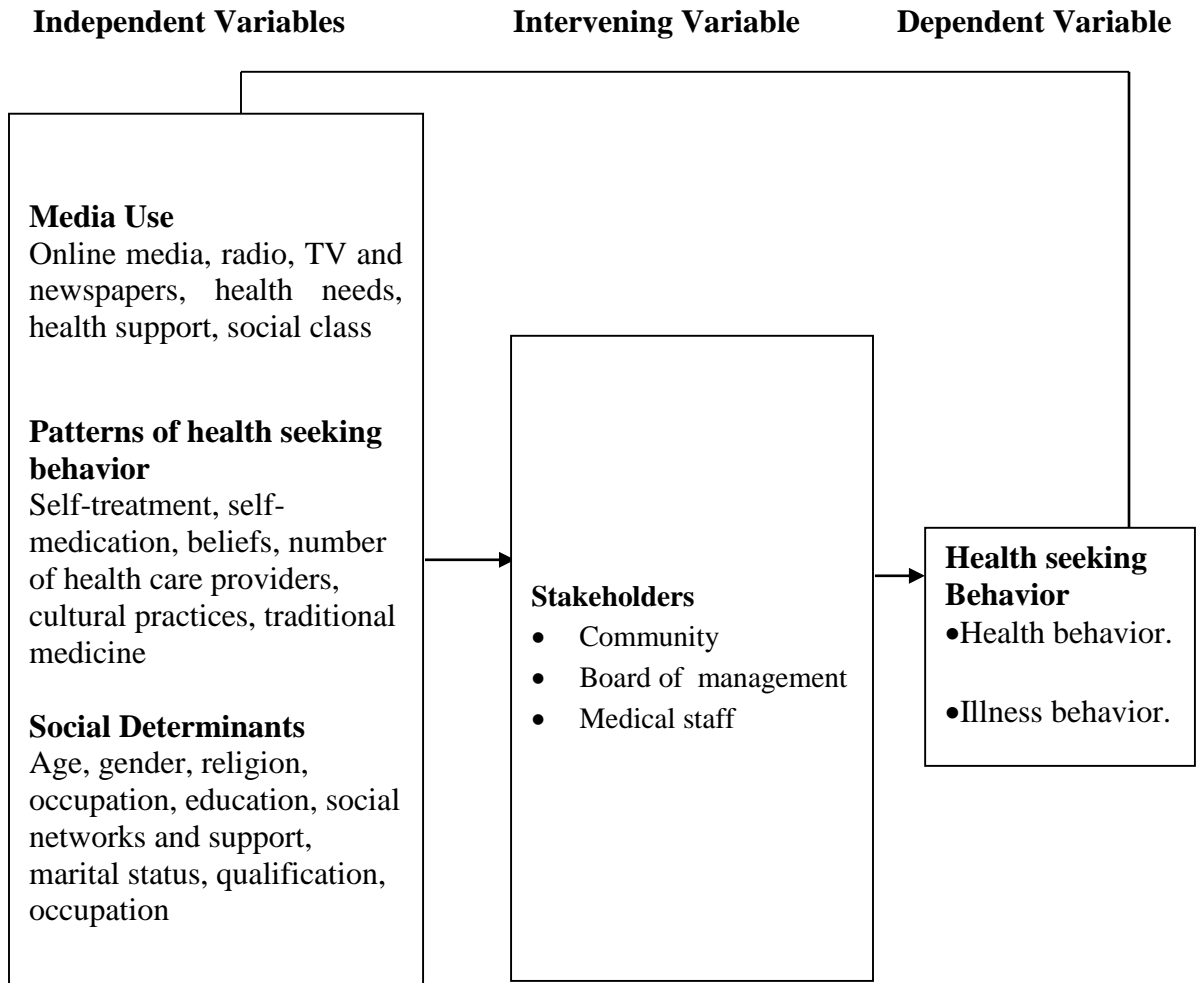 Independent Variables
Intervening Variable
Dependent Variable
Media Use
Online media, radio, TV and
newspapers, health needs,
health support, social class
Patterns of health seeking
behavior
Self-treatment, self-
medication, beliefs, number
of health care providers,
cultural practices, traditional
medicine
Social Determinants
Age, gender, religion,
occupation, education, social
networks and support,
marital status, qualification,
occupation
Stakeholders
• Community
• Board of management
• Medical staff
Health seeking
Behavior
•Health behavior.
•Illness behavior.